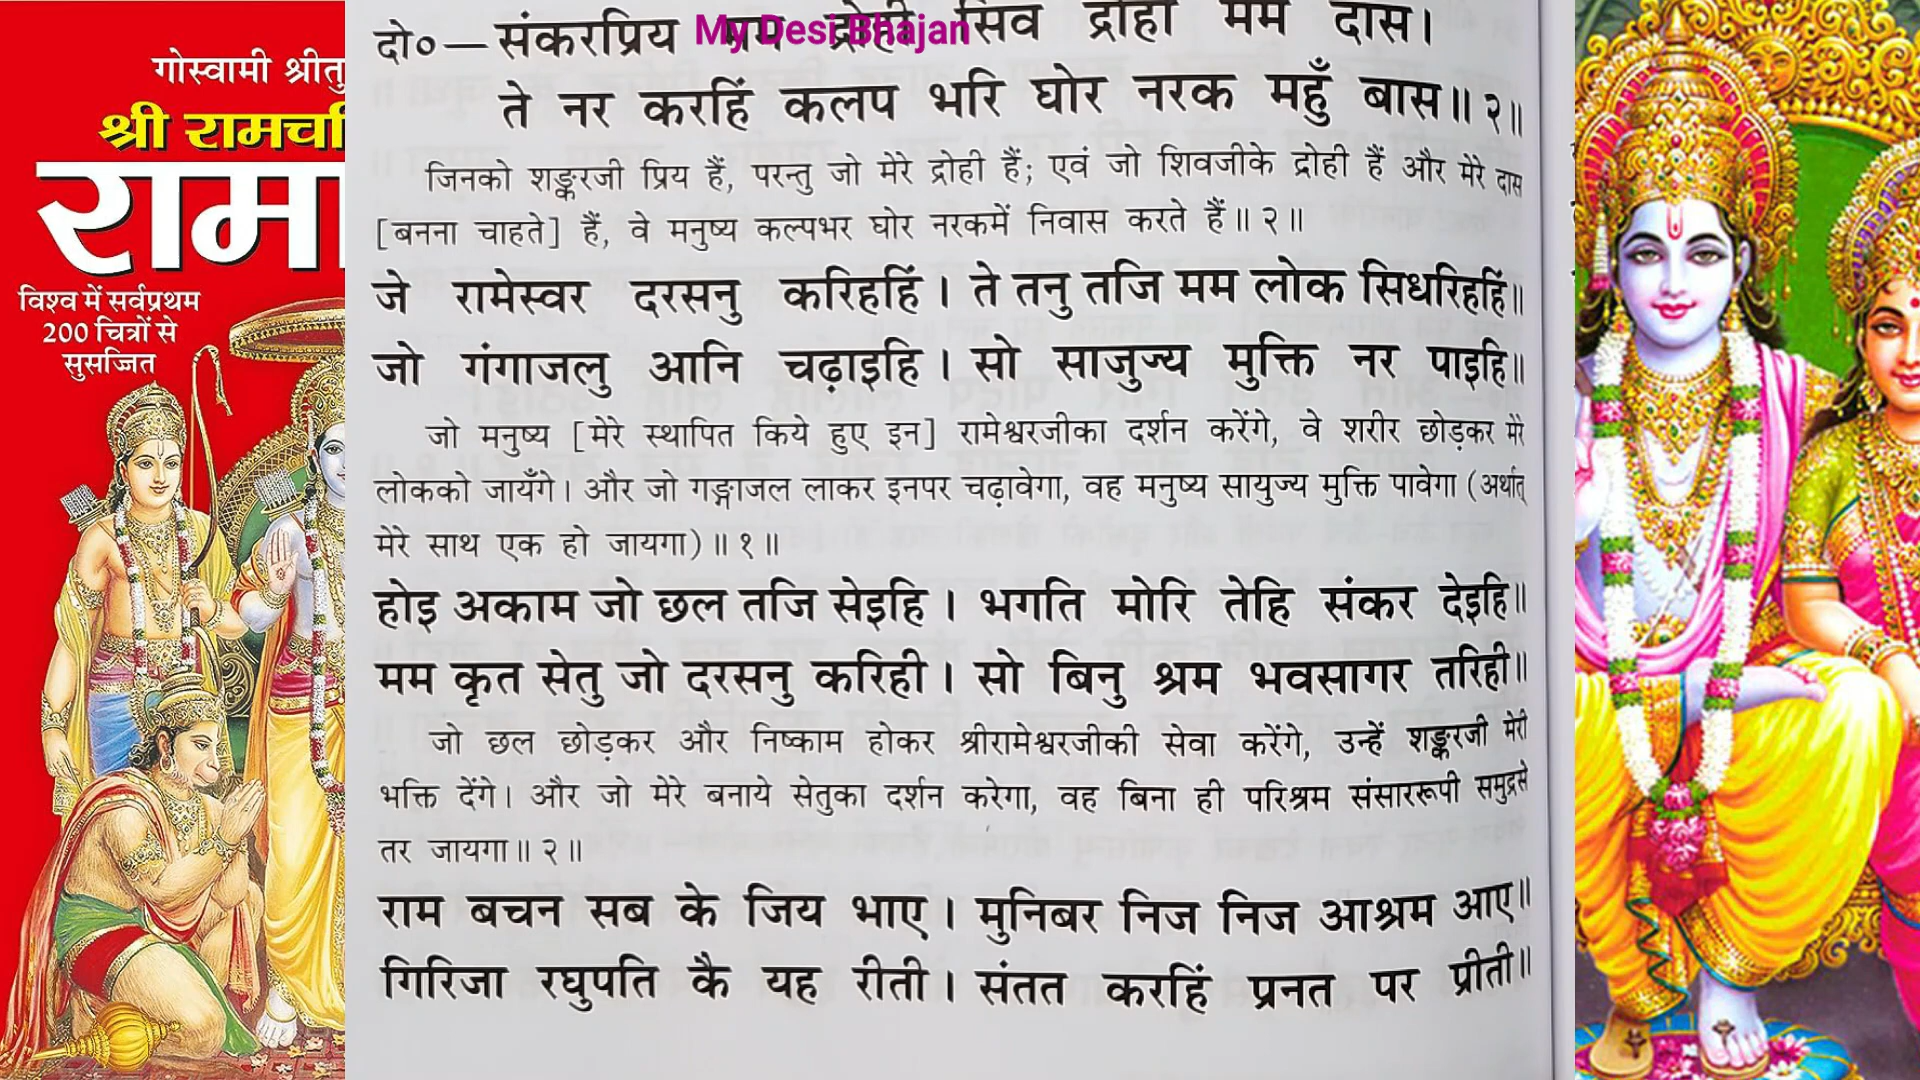 गोस्वामी श्रीतु
श्री रामचरि
रामा
विश्व में सर्वप्रथम
200 चित्रों से
सुसज्जित
My Desi Bhajan
दो०—संकरप्रिय मम द्रोही सिव द्रोही मम दास।
ते नर करहिं कलप भरि घोर नरक महुँ बास॥ २॥
जिनको शङ्करजी प्रिय हैं, परन्तु जो मेरे द्रोही हैं; एवं जो शिवजीके द्रोही हैं और मेरे दास
[बनना चाहते] हैं, वे मनुष्य कल्पभर घोर नरकमें निवास करते हैं॥ २॥
जे रामेस्वर दरसनु करिहहिं। ते तनु तजि मम लोक सिधरिहहिं॥
जो गंगाजलु आनि चढ़ाइहि। सो साजुज्य मुक्ति नर पाइहि॥
जो मनुष्य [मेरे स्थापित किये हुए इन] रामेश्वरजीका दर्शन करेंगे, वे शरीर छोड़कर मेरे
लोकको जायँगे। और जो गङ्गाजल लाकर इनपर चढ़ावेगा, वह मनुष्य सायुज्य मुक्ति पावेगा (अर्थात्
मेरे साथ एक हो जायगा)॥ १॥
होइ अकाम जो छल तजि सेइहि। भगति मोरि तेहि संकर देइहि॥
मम कृत सेतु जो दरसनु करिही। सो बिनु श्रम भवसागर तरिही॥
जो छल छोड़कर और निष्काम होकर श्रीरामेश्वरजीकी सेवा करेंगे, उन्हें शङ्करजी मेरी
भक्ति देंगे। और जो मेरे बनाये सेतुका दर्शन करेगा, वह बिना ही परिश्रम संसाररूपी समुद्रसे
तर जायगा॥ २॥
राम बचन सब के जिय भाए। मुनिबर निज निज आश्रम आए॥
गिरिजा रघुपति कै यह रीती। संतत करहिं प्रनत पर प्रीती॥